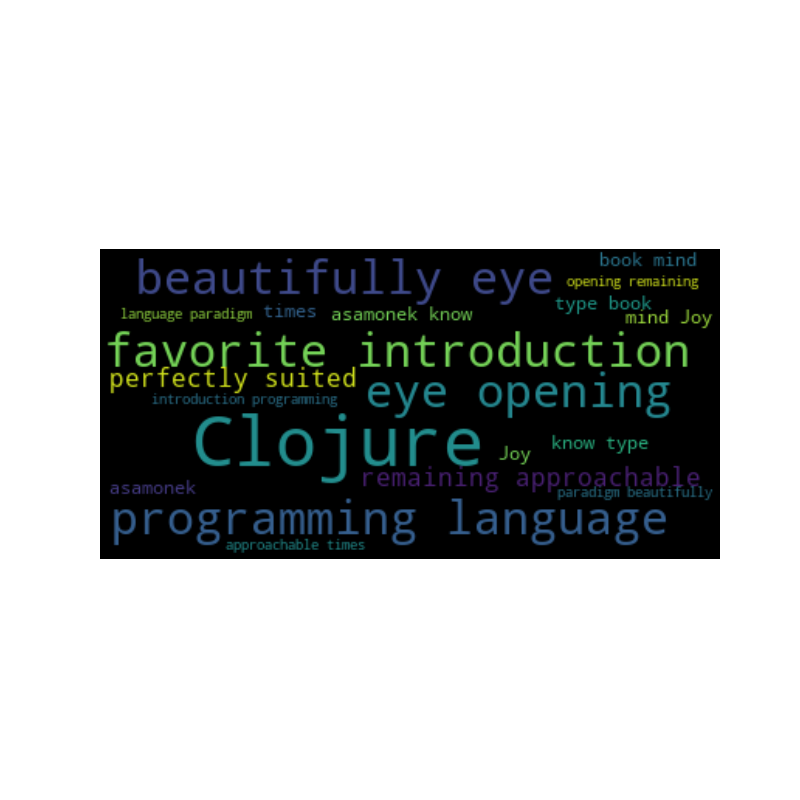 beautifully eye
book mind
opening remaining
type book
language paradigm
times
asamonek know
mind Joy
favorite introduction
perfectly suited
eye opening
introduction programming
Clojure
know type
Joy
remaining approachable
asamonek
paradigm beautifully
programming language
approachable times